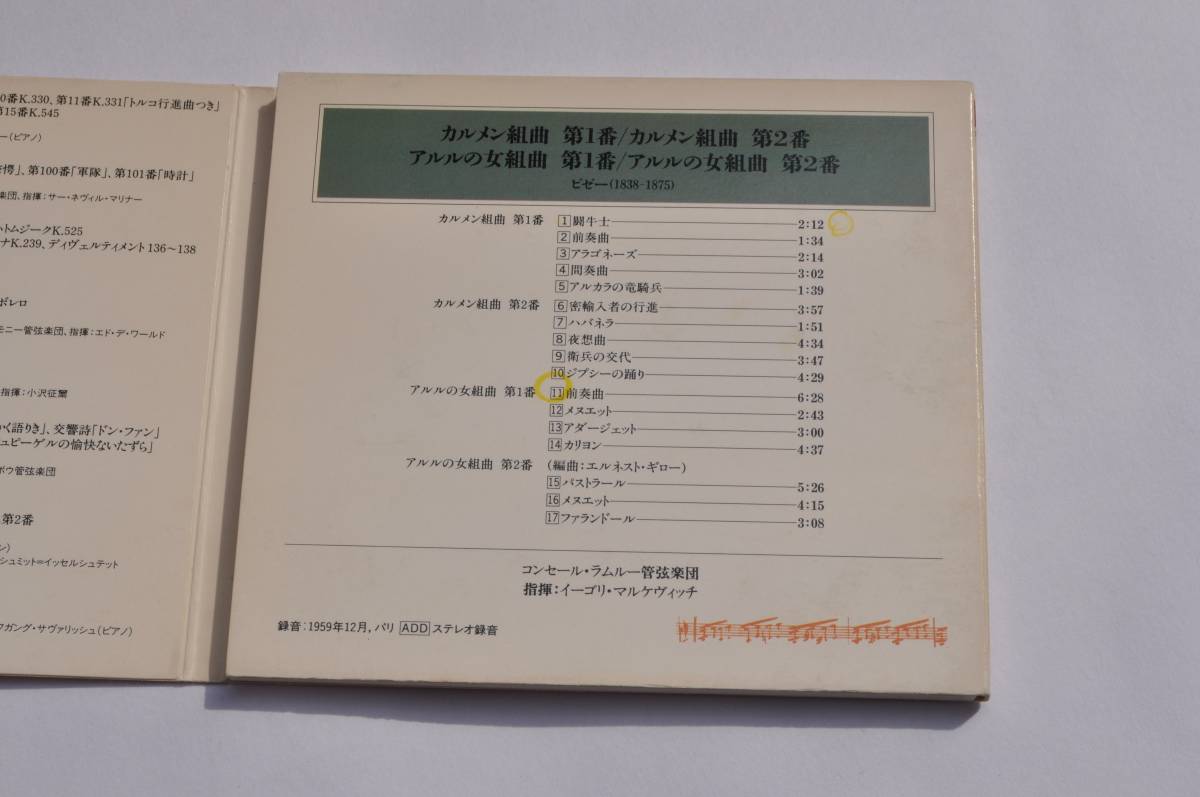 0番K.330、第11番K.331「トルコ行進曲つき」
第15番K.545
ー(ピアノ)
愕」、第100番「軍隊」、第101番「時計」
楽団、指揮:サー・ネヴィル・マリナー
ハトムジークK.525
ナK.239、ディヴェルティメント136〜138
ボレロ
モニー管弦楽団、指揮:エド・デ・ワールド
指揮:小沢征爾
かく語りき」、交響詩「ドン・ファン」
ュピーゲルの愉快ないたずら」
ボウ管弦楽団
第2番
ン)
シュミット=イッセルシュテット
フガング・サヴァリッシュ(ピアノ)
カルメン組曲 第1番/カルメン組曲 第2番
アルルの女組曲 第1番/アルルの女組曲 第2番
ビゼー(1838-1875)
カルメン組曲 第1番 1 闘牛士 2:12
2 前奏曲 1:34
3 アラゴネーズ 2:14
4 間奏曲 3:02
5 アルカラの竜騎兵 1:39
カルメン組曲 第2番 6 密輸入者の行進 3:57
7 ハバネラ 1:51
8 夜想曲 4:34
9 衛兵の交代 3:47
10 ジプシーの踊り 4:29
アルルの女組曲 第1番 11 前奏曲 6:28
12 メヌエット 2:43
13 アダージェット 3:00
14 カリヨン 4:37
アルルの女組曲 第2番 (編曲:エルネスト・ギロー)
15 パストラール 5:26
16 メヌエット 4:15
17 ファランドール 3:08
コンセール・ラムルー管弦楽団
指揮:イーゴリ・マルケヴィッチ
録音:1959年12月,パリ ADD ステレオ録音